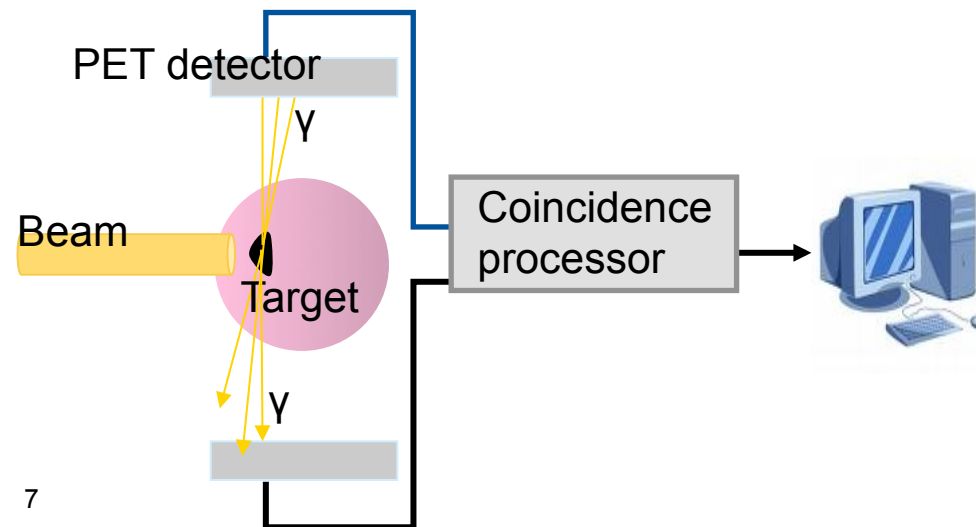 PET detector
γ
Beam
Target
Coincidence
processor
γ
7